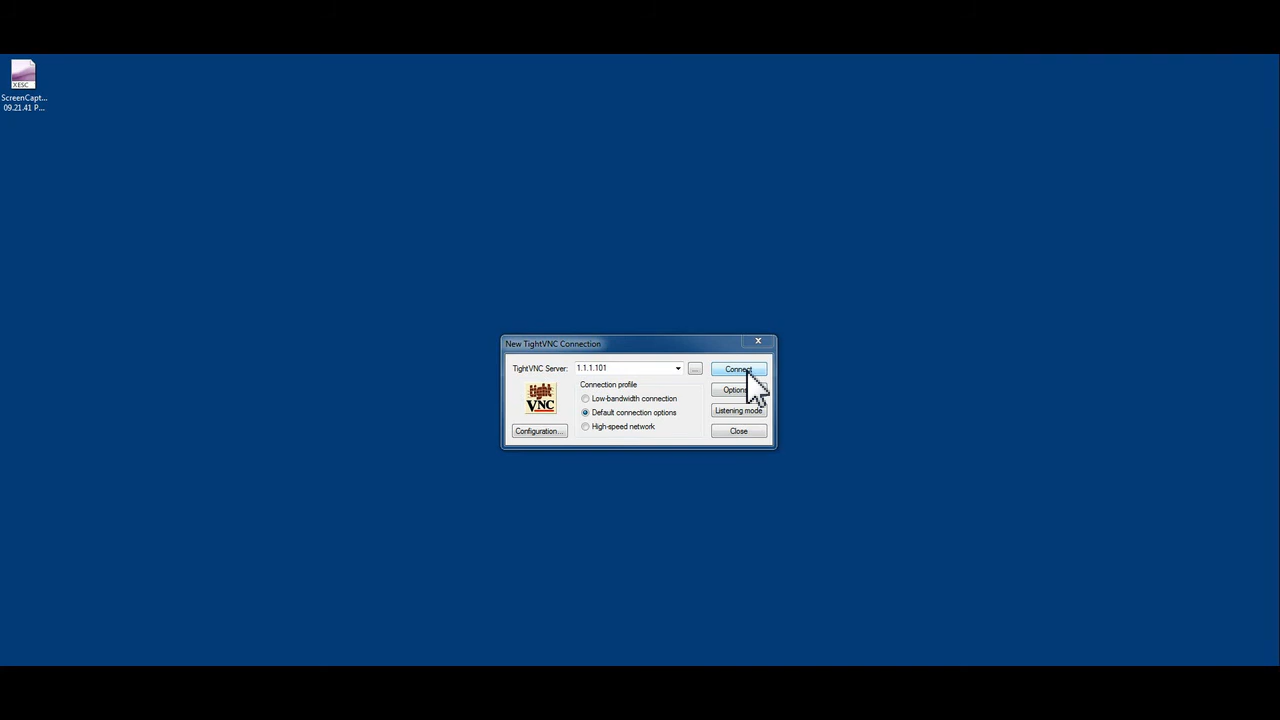 XESC
ScreenCapt...
09.21.41 P...
New TightVNC Connection
TightVNC Server:
1.1.1.101
...
Connect
Connection profile
tight
VNC
Low-bandwidth connection
Options
Default connection options
Listening mode
High-speed network
Configuration...
Close